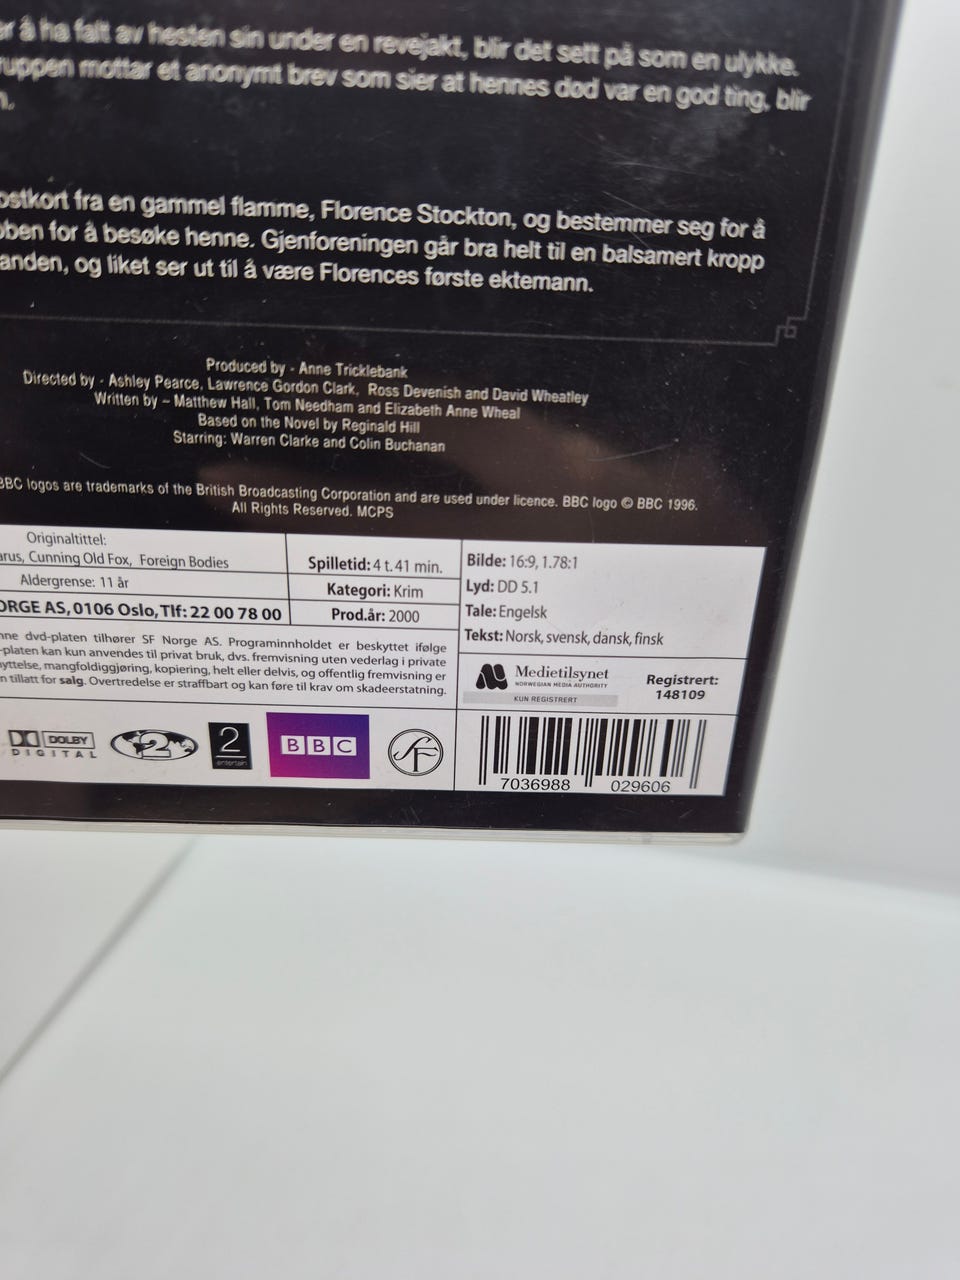 å ha falt av hesten sin under en revejakt, blir det sett på som en ulykke.
ruppen mottar et anonymt brev som sier at hennes død var en god ting, blir
ostkort fra en gammel flamme, Florence Stockton, og bestemmer seg for å
bben for å besøke henne. Gjenforeningen går bra helt til en balsamert kropp
anden, og liket ser ut til å være Florences første ektemann.
Produced by - Anne Tricklebank
Directed by - Ashley Pearce, Lawrence Gordon Clark, Ross Devenish and David Wheatley
Written by – Matthew Hall, Tom Needham and Elizabeth Anne Wheal
Based on the Novel by Reginald Hill
Starring: Warren Clarke and Colin Buchanan
BBC logos are trademarks of the British Broadcasting Corporation and are used under licence. BBC logo © BBC 1996.
All Rights Reserved. MCPS
Originaltittel:
arus, Cunning Old Fox, Foreign Bodies
Aldergrense: 11 år
ORGE AS, 0106 Oslo, Tlf: 22 00 78 00
Spilletid: 4 t. 41 min.
Kategori: Krim
Prod.år: 2000
Bilde: 16:9, 1.78:1
Lyd: DD 5.1
Tale: Engelsk
Tekst: Norsk, svensk, dansk, finsk
nne dvd-platen tilhører SF Norge AS. Programinnholdet er beskyttet ifølge
-platen kan kun anvendes til privat bruk, dvs. fremvisning uten vederlag i private
yttelse, mangfoldiggjøring, kopiering, helt eller delvis, og offentlig fremvisning er
n tillatt for salg. Overtredelse er straffbart og kan føre til krav om skadeerstatning.
Medietilsynet
NORWEGIAN MEDIA AUTHORITY
KUN REGISTRERT
Registrert:
148109
DOLBY
DIGITAL
2
2
entertain
BBC
SF
7036988 029606